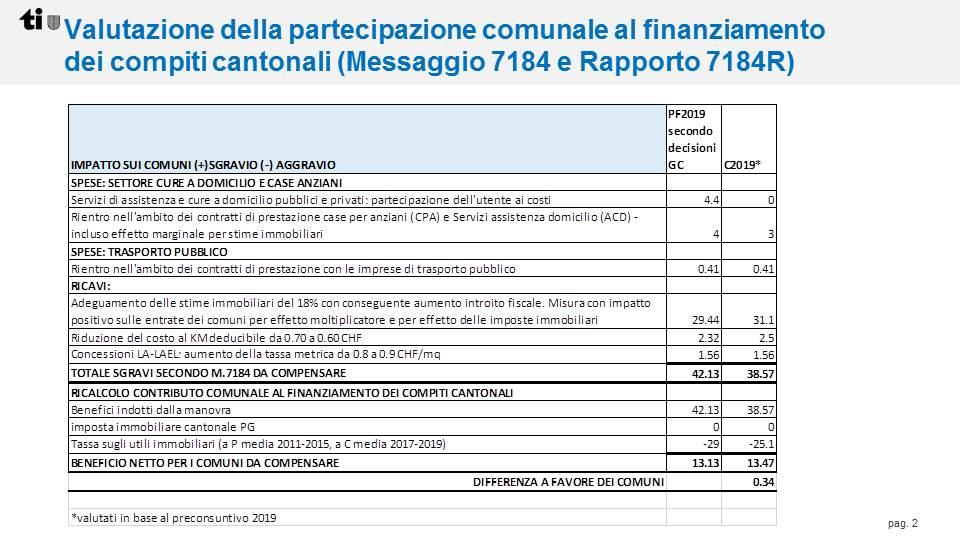 ti
Valutazione della partecipazione comunale al finanziamento
dei compiti cantonali (Messaggio 7184 e Rapporto 7184R)
IMPATTO SUI COMUNI (+)SGRAVIO (-) AGGRAVIO PF2019 secondo decisioni GC C2019*
SPESE: SETTORE CURE A DOMICILIO E CASE ANZIANI
Servizi di assistenza e cure a domicilio pubblici e privati: partecipazione dell'utente ai costi 4.4 0
Rientro nell'ambito dei contratti di prestazione case per anziani (CPA) e Servizi assistenza domicilio (ACD) -
incluso effetto marginale per stime immobiliari 4 3
SPESE: TRASPORTO PUBBLICO
Rientro nell'ambito dei contratti di prestazione con le imprese di trasporto pubblico 0.41 0.41
RICAVI:
Adeguamento delle stime immobiliari del 18% con conseguente aumento introito fiscale. Misura con impatto
positivo sulle entrate dei comuni per effetto moltiplicatore e per effetto delle imposte immobiliari 29.44 31.1
Riduzione del costo al KM deducibile da 0.70 a 0.60 CHF 2.32 2.5
Concessioni LA-LAEL: aumento della tassa metrica da 0.8 a 0.9 CHF/mq 1.56 1.56
TOTALE SGRAVI SECONDO M.7184 DA COMPENSARE 42.13 38.57
RICALCOLO CONTRIBUTO COMUNALE AL FINANZIAMENTO DEI COMPITI CANTONALI
Benefici indotti dalla manovra 42.13 38.57
imposta immobiliare cantonale PG 0 0
Tassa sugli utili immobiliari (a P media 2011-2015, a C media 2017-2019) -29 -25.1
BENEFICIO NETTO PER I COMUNI DA COMPENSARE 13.13 13.47
DIFFERENZA A FAVORE DEI COMUNI 0.34
*valutati in base al preconsuntivo 2019
pag. 2